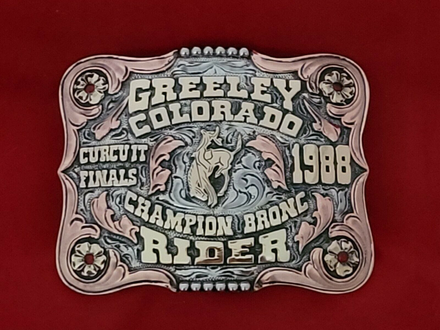 GREELEY
COLORADO
CURCUIT
FINALS
1988
CHAMPION BRONC
RIDER